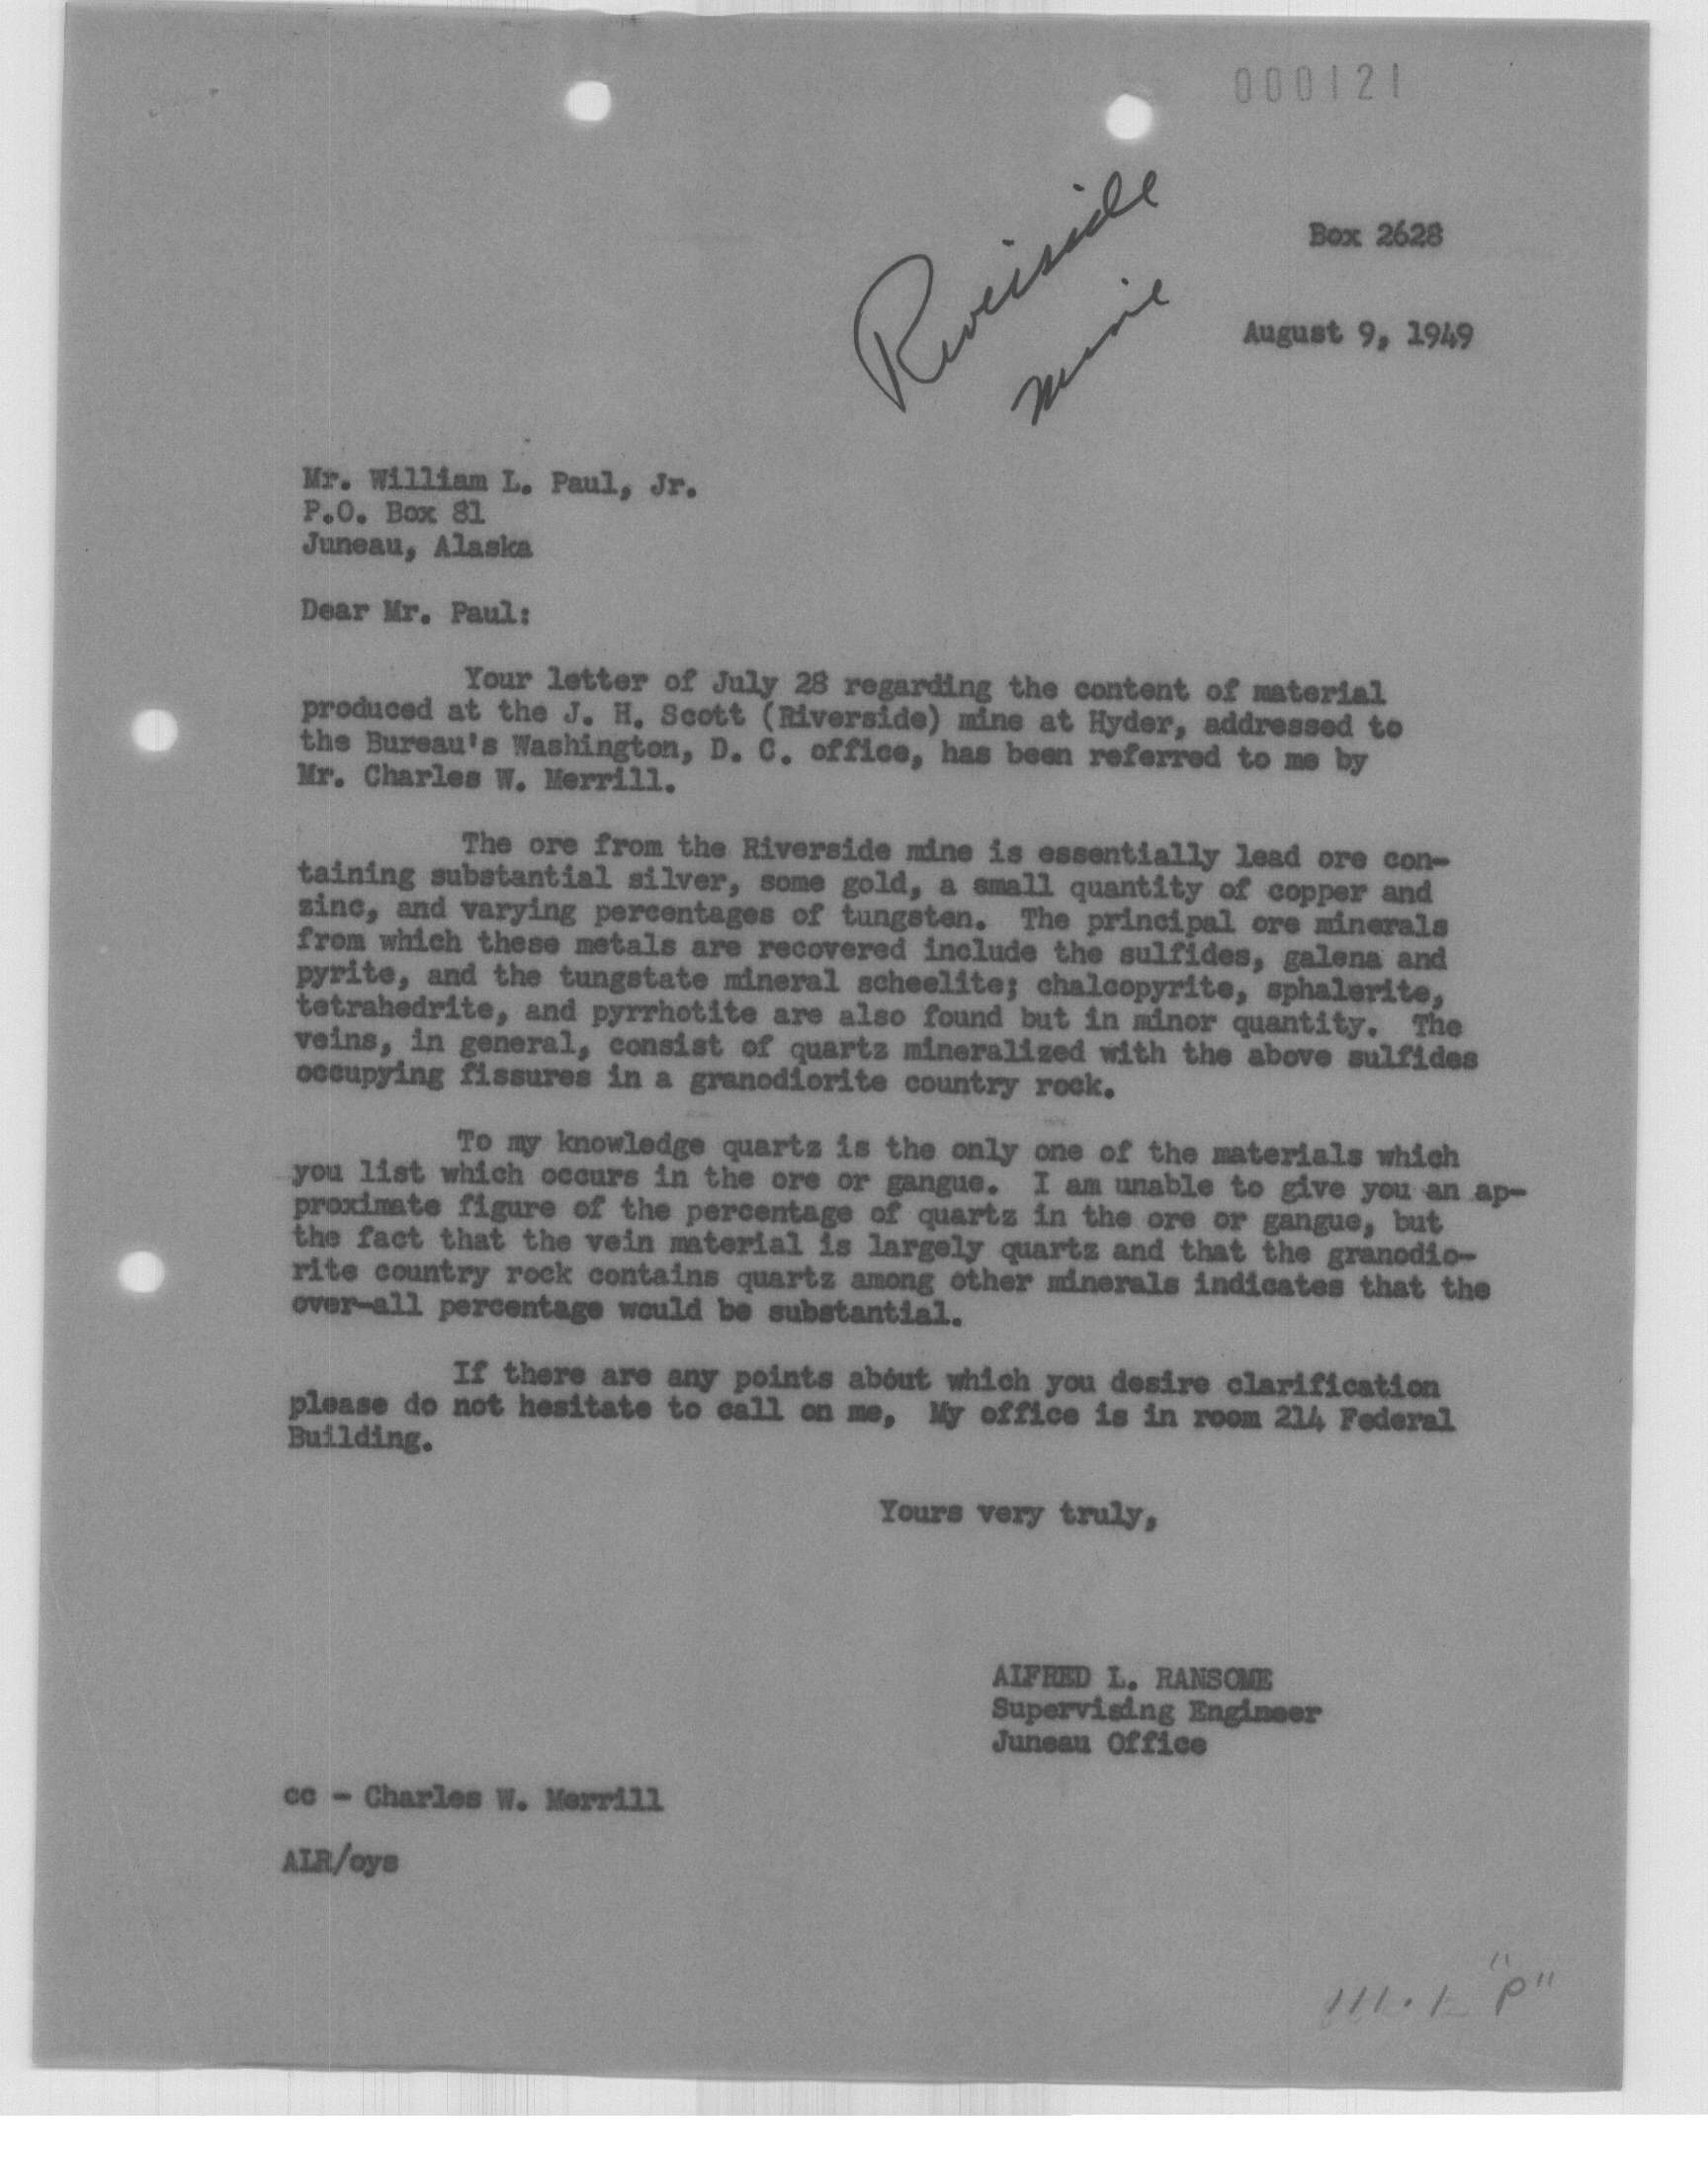 000121
Riverside
mine
Box 2628
August 9, 1949
Mr. William L. Paul, Jr.
P.O. Box 81
Juneau, Alaska
Dear Mr. Paul:
Your letter of July 28 regarding the content of material
produced at the J. H. Scott (Riverside) mine at Hyder, addressed to
the Bureau's Washington, D. C. office, has been referred to me by
Mr. Charles W. Merrill.
The ore from the Riverside mine is essentially lead ore con-
taining substantial silver, some gold, a small quantity of copper and
zinc, and varying percentages of tungsten. The principal ore minerals
from which these metals are recovered include the sulfides, galena and
pyrite, and the tungstate mineral scheelite; chalcopyrite, sphalerite,
tetrahedrite, and pyrrhotite are also found but in minor quantity. The
veins, in general, consist of quartz mineralized with the above sulfides
occupying fissures in a granodiorite country rock.
To my knowledge quartz is the only one of the materials which
you list which occurs in the ore or gangue. I am unable to give you an ap-
proximate figure of the percentage of quartz in the ore or gangue, but
the fact that the vein material is largely quartz and that the granodio-
rite country rock contains quartz among other minerals indicates that the
over-all percentage would be substantial.
If there are any points about which you desire clarification
please do not hesitate to call on me, My office is in room 214 Federal
Building.
Yours very truly,
ALFRED L. RANSOME
Supervising Engineer
Juneau Office
cc - Charles W. Merrill
ALR/oys
"P"